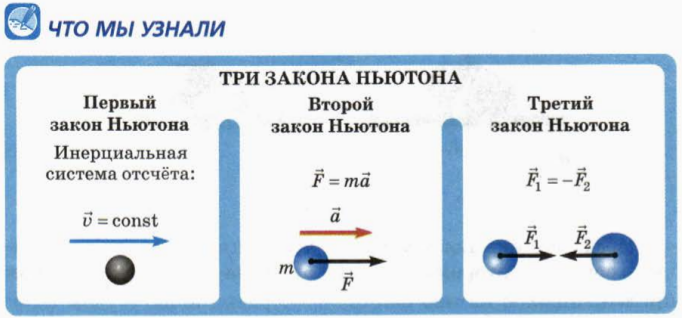 ЧТО МЫ УЗНАЛИ
ТРИ ЗАКОНА НЬЮТОНА
Первый
закон Ньютона
Инерциальная
система отсчёта:
v⃗ = const
Второй
закон Ньютона
F⃗ = ma⃗
a⃗
m
F⃗
Третий
закон Ньютона
F⃗₁ = −F⃗₂
F⃗₁ F⃗₂